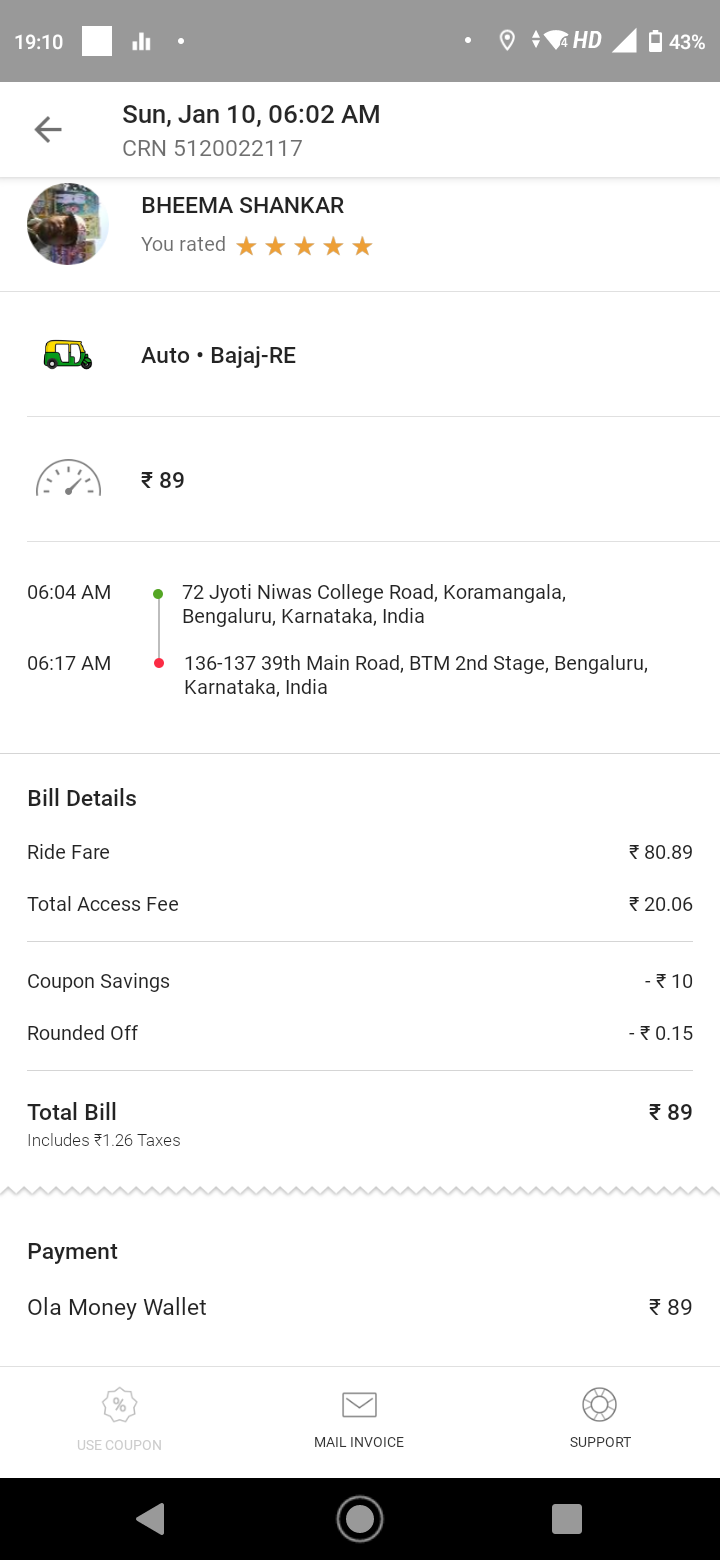 19:10
4 HD 43%
Sun, Jan 10, 06:02 AM
CRN 5120022117
BHEEMA SHANKAR
You rated
Auto • Bajaj-RE
₹ 89
06:04 AM 72 Jyoti Niwas College Road, Koramangala,
Bengaluru, Karnataka, India
06:17 AM 136-137 39th Main Road, BTM 2nd Stage, Bengaluru,
Karnataka, India
Bill Details
Ride Fare ₹ 80.89
Total Access Fee ₹ 20.06
Coupon Savings - ₹ 10
Rounded Off - ₹ 0.15
Total Bill ₹ 89
Includes ₹1.26 Taxes
Payment
Ola Money Wallet ₹ 89
%
USE COUPON MAIL INVOICE SUPPORT